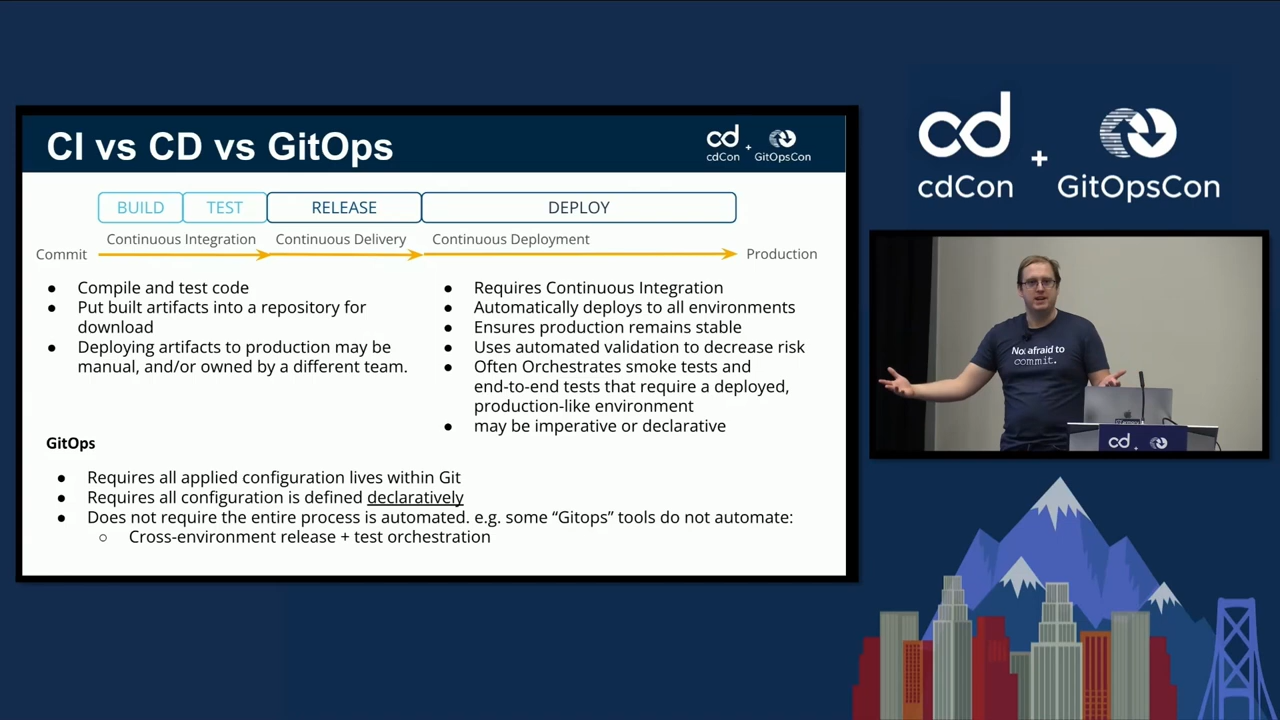 CI vs CD vs GitOps
cd
cdCon
+
GitOpsCon
BUILD
TEST
RELEASE
DEPLOY
Continuous Integration
Continuous Delivery
Continuous Deployment
Commit
Production
● Compile and test code
● Put built artifacts into a repository for
download
● Deploying artifacts to production may be
manual, and/or owned by a different team.
● Requires Continuous Integration
● Automatically deploys to all environments
● Ensures production remains stable
● Uses automated validation to decrease risk
● Often Orchestrates smoke tests and
end-to-end tests that require a deployed,
production-like environment
● may be imperative or declarative
GitOps
● Requires all applied configuration lives within Git
● Requires all configuration is defined declaratively
● Does not require the entire process is automated. e.g. some “Gitops” tools do not automate:
○ Cross-environment release + test orchestration
cd
cdCon
+
GitOpsCon
Not afraid to
commit.
cd
+